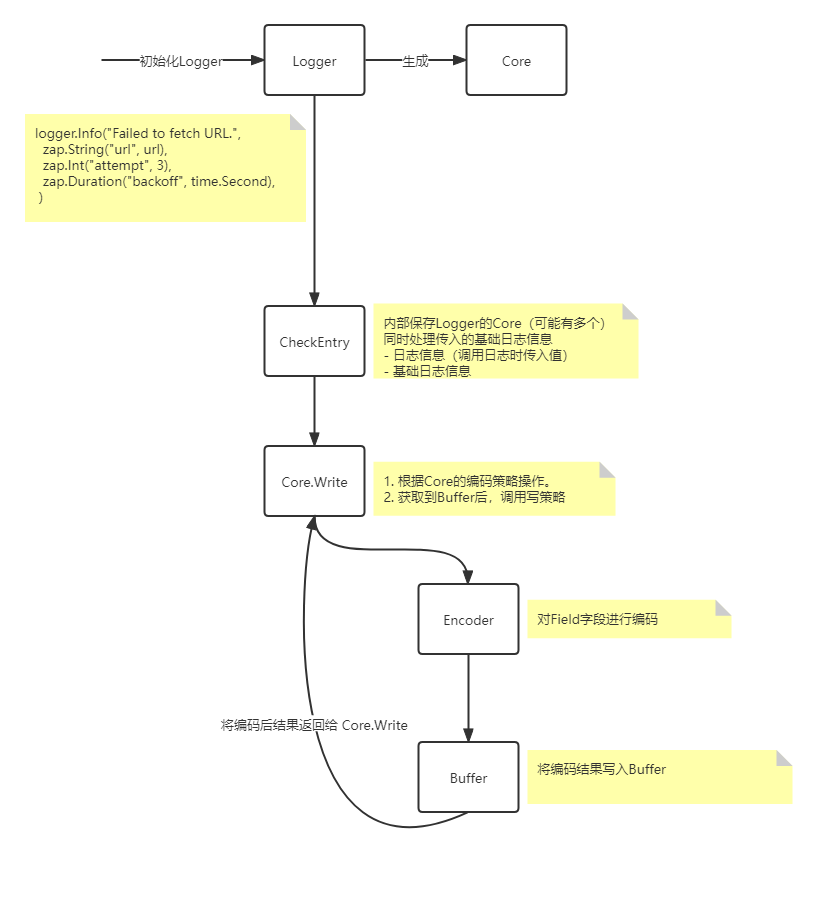 初始化Logger
Logger
生成
Core
logger.Info("Failed to fetch URL.",
zap.String("url", url),
zap.Int("attempt", 3),
zap.Duration("backoff", time.Second),
)
CheckEntry
内部保存Logger的Core（可能有多个）
同时处理传入的基础日志信息
- 日志信息（调用日志时传入值）
- 基础日志信息
Core.Write
1. 根据Core的编码策略操作。
2. 获取到Buffer后，调用写策略
Encoder
对Field字段进行编码
将编码后结果返回给 Core.Write
Buffer
将编码结果写入Buffer